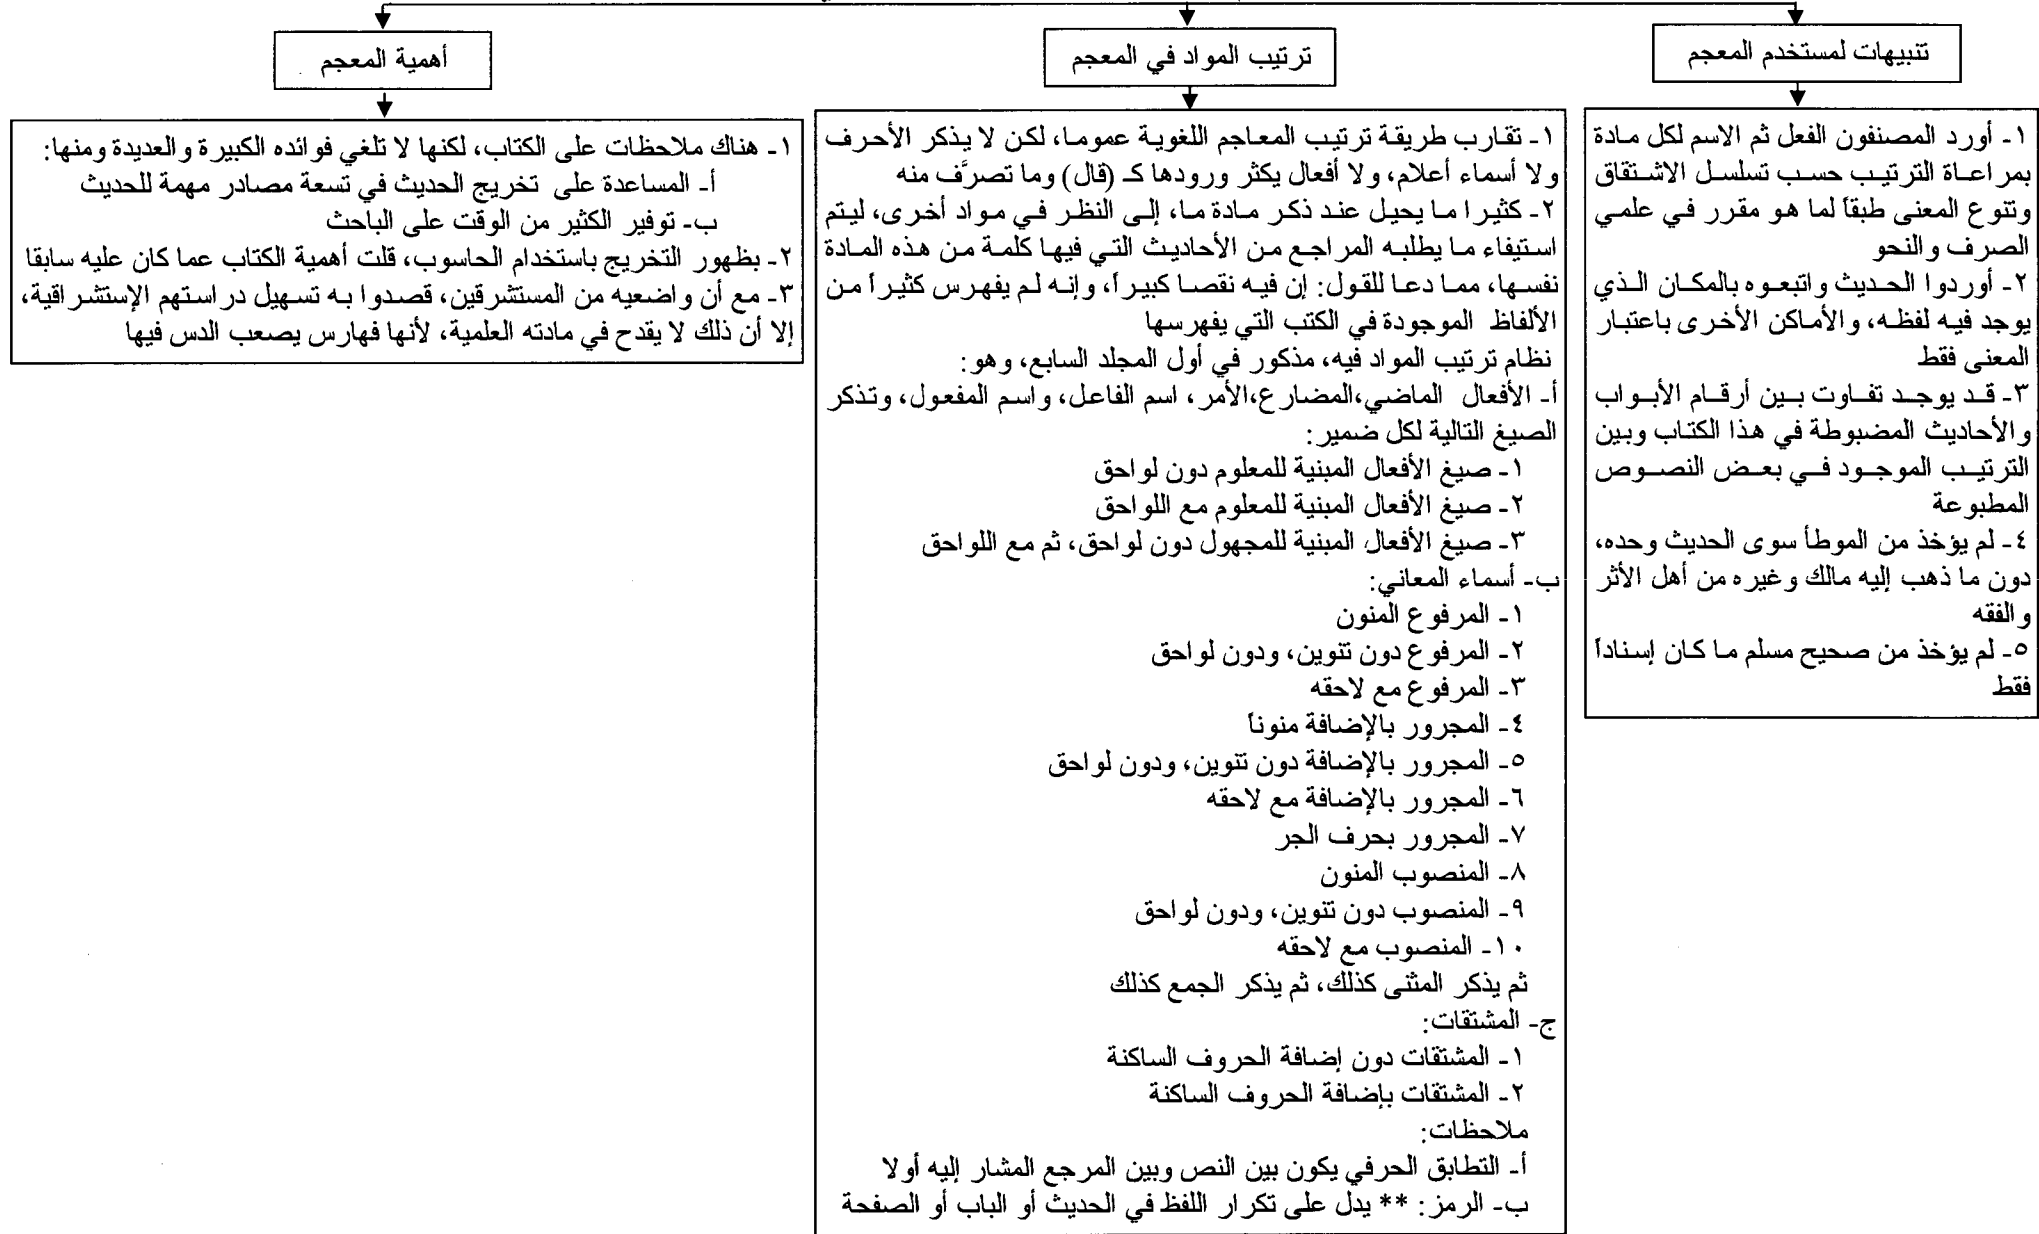 تنبيهات لمستخدم المعجم
١- أورد المصنفون الفعل ثم الاسم لكل مادة
بمراعاة الترتيب حسب تسلسل الاشتقاق
وتنوع المعنى طبقاً لما هو مقرر في علمي
الصرف والنحو
٢- أوردوا الحديث واتبعوه بالمكان الذي
يوجد فيه لفظه، والأماكن الأخرى باعتبار
المعنى فقط
٣- قد يوجد تفاوت بين أرقام الأبواب
والأحاديث المضبوطة في هذا الكتاب وبين
الترتيب الموجود في بعض النصوص
المطبوعة
٤- لم يؤخذ من الموطأ سوى الحديث وحده،
دون ما ذهب إليه مالك وغيره من أهل الأثر
والفقه
٥- لم يؤخذ من صحيح مسلم ما كان إسناداً
فقط
ترتيب المواد في المعجم
١- تقارب طريقة ترتيب المعاجم اللغوية عموما، لكن لا يذكر الأحرف
ولا أسماء أعلام، ولا أفعال يكثر ورودها كـ (قال) وما تصرَّف منه
٢- كثيرا ما يحيل عند ذكر مادة ما، إلى النظر في مواد أخرى، ليتم
استيفاء ما يطلبه المراجع من الأحاديث التي فيها كلمة من هذه المادة
نفسها، مما دعا للقول: إن فيه نقصا كبيراً، وإنه لم يفهرس كثيراً من
الألفاظ الموجودة في الكتب التي يفهرسها
نظام ترتيب المواد فيه، مذكور في أول المجلد السابع، وهو:
أ- الأفعال الماضي،المضارع،الأمر، اسم الفاعل، واسم المفعول، وتذكر
الصيغ التالية لكل ضمير:
١- صيغ الأفعال المبنية للمعلوم دون لواحق
٢- صيغ الأفعال المبنية للمعلوم مع اللواحق
٣- صيغ الأفعال المبنية للمجهول دون لواحق، ثم مع اللواحق
ب- أسماء المعاني:
١- المرفوع المنون
٢- المرفوع دون تنوين، ودون لواحق
٣- المرفوع مع لاحقه
٤- المجرور بالإضافة منوناً
٥- المجرور بالإضافة دون تنوين، ودون لواحق
٦- المجرور بالإضافة مع لاحقه
٧- المجرور بحرف الجر
٨- المنصوب المنون
٩- المنصوب دون تنوين، ودون لواحق
١٠- المنصوب مع لاحقه
ثم يذكر المثنى كذلك، ثم يذكر الجمع كذلك
ج- المشتقات:
١- المشتقات دون إضافة الحروف الساكنة
٢- المشتقات بإضافة الحروف الساكنة
ملاحظات:
أ- التطابق الحرفي يكون بين النص وبين المرجع المشار إليه أولا
ب- الرمز: ** يدل على تكرار اللفظ في الحديث أو الباب أو الصفحة
أهمية المعجم
١- هناك ملاحظات على الكتاب، لكنها لا تلغي فوائده الكبيرة والعديدة ومنها:
أ- المساعدة على تخريج الحديث في تسعة مصادر مهمة للحديث
ب- توفير الكثير من الوقت على الباحث
٢- بظهور التخريج باستخدام الحاسوب، قلت أهمية الكتاب عما كان عليه سابقا
٣- مع أن واضعيه من المستشرقين، قصدوا به تسهيل دراستهم الإستشراقية،
إلا أن ذلك لا يقدح في مادته العلمية، لأنها فهارس يصعب الدس فيها